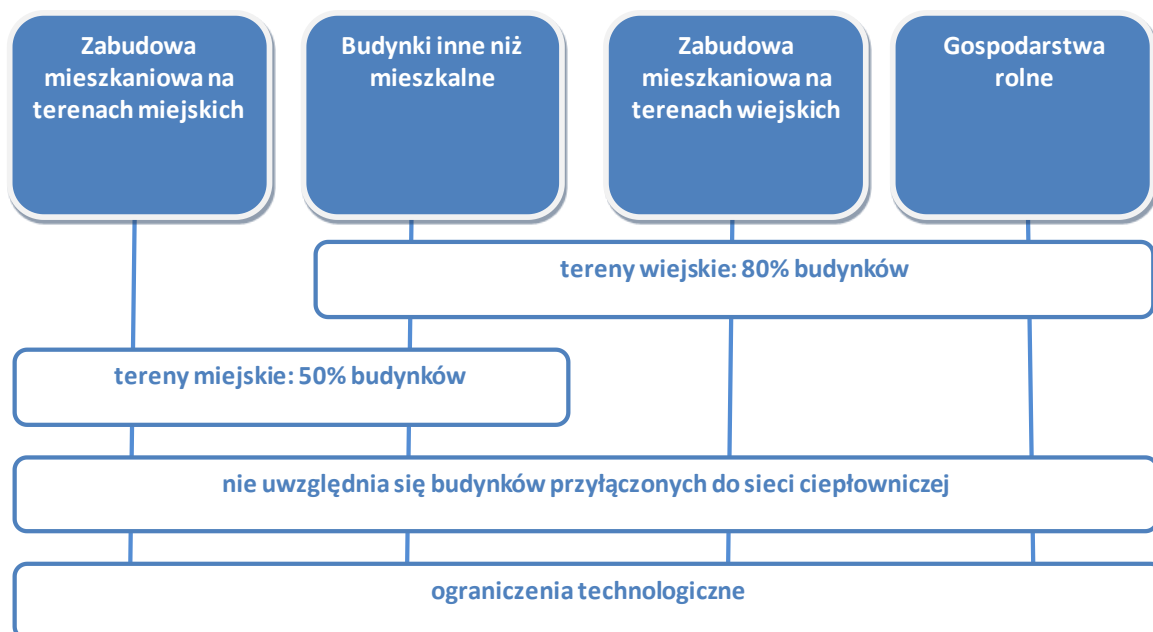 Zabudowa
mieszkaniowa na
terenach miejskich
Budynki inne niż
mieszkalne
Zabudowa
mieszkaniowa na
terenach wiejskich
Gospodarstwa
rolne
tereny wiejskie: 80% budynków
tereny miejskie: 50% budynków
nie uwzględnia się budynków przyłączonych do sieci ciepłowniczej
ograniczenia technologiczne